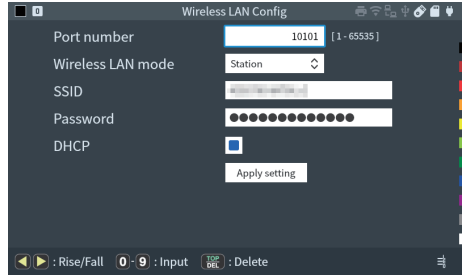 0 Wireless LAN Config
Port number 10101 [1-65535]
Wireless LAN mode Station
SSID
Password
DHCP
Apply setting
: Rise/Fall 0-9 : Input TOP DEL : Delete